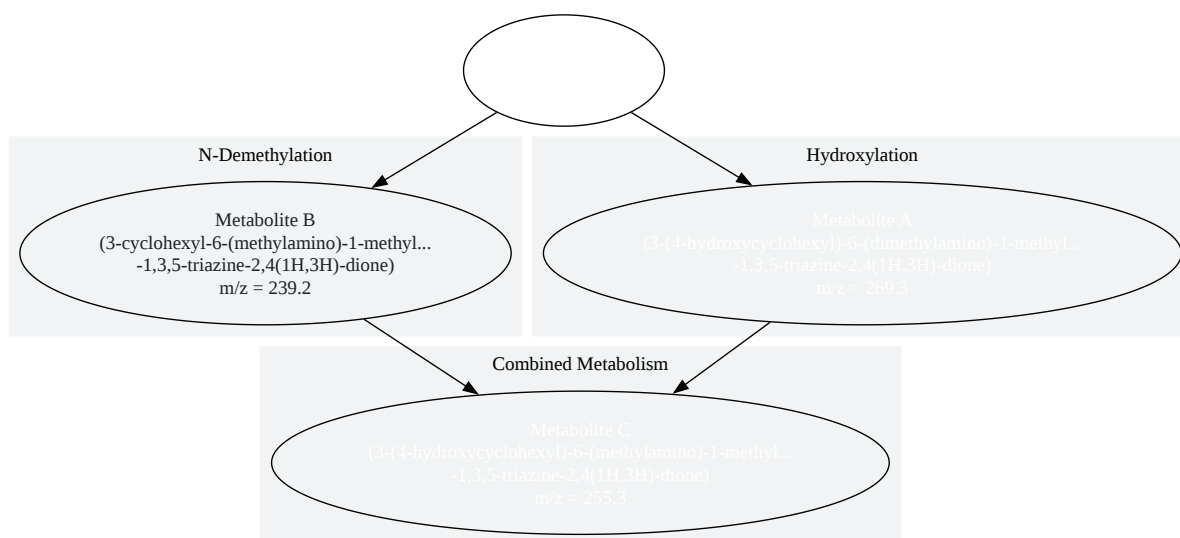 N-Demethylation
Metabolite B
(3-cyclohexyl-6-(methylamino)-1-methyl...
-1,3,5-triazine-2,4(1H,3H)-dione)
m/z = 239.2
Hydroxylation
Metabolite A
(3-(4-hydroxycyclohexyl)-6-(dimethylamino)-1-methyl...
-1,3,5-triazine-2,4(1H,3H)-dione)
m/z = 269.3
Combined Metabolism
Metabolite C
(3-(4-hydroxycyclohexyl)-6-(methylamino)-1-methyl...
-1,3,5-triazine-2,4(1H,3H)-dione)
m/z = 255.3